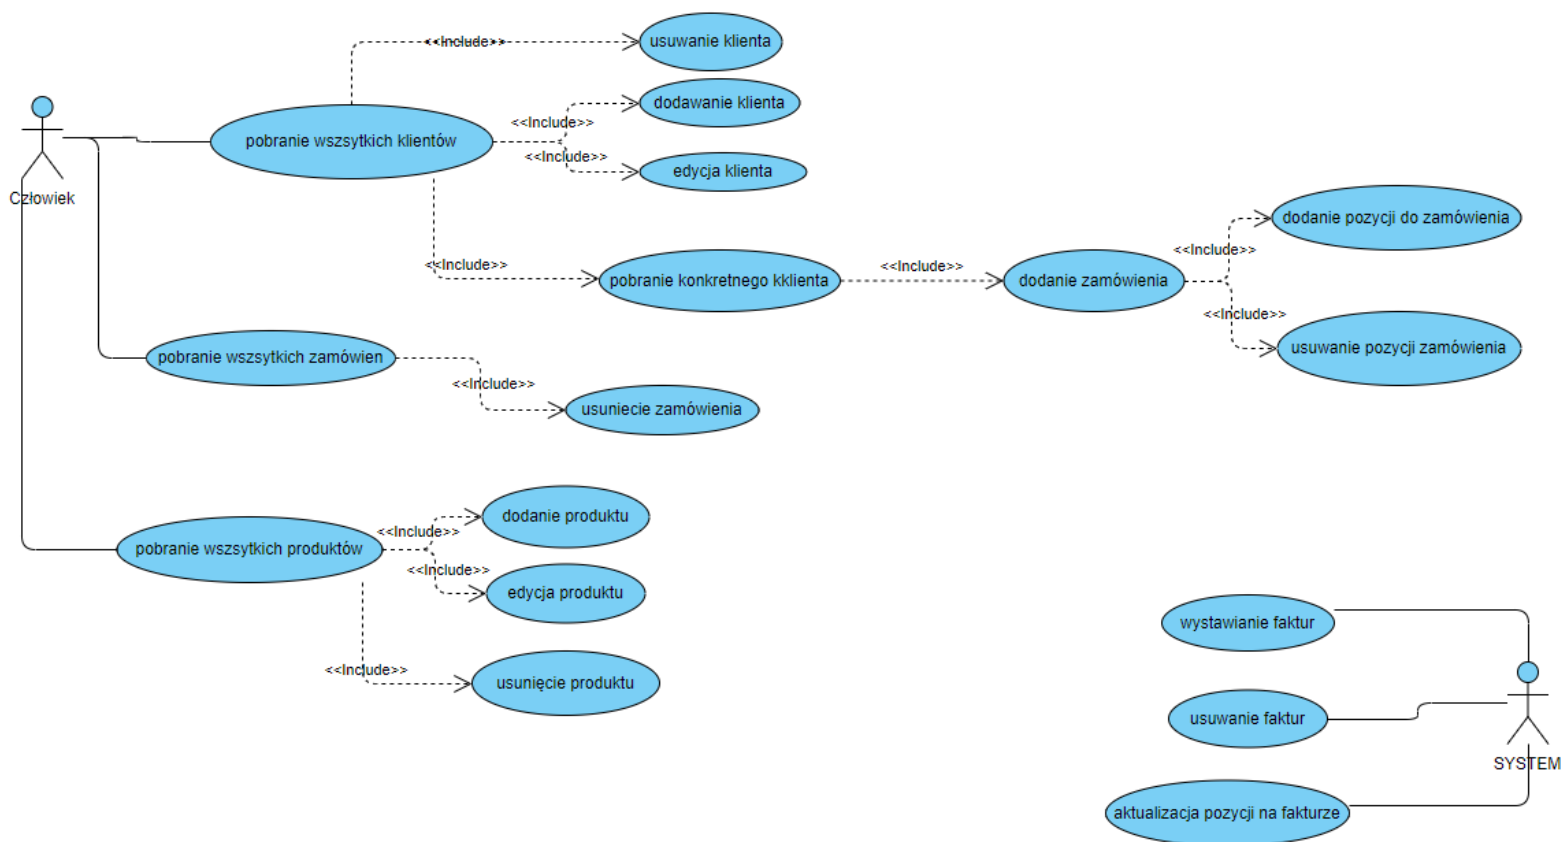 <<Include>>
usuwanie klienta
dodawanie klienta
<<Include>>
pobranie wszsytkich klientów
<<Include>>
edycja klienta
Człowiek
dodanie pozycji do zamówienia
<<Include>>
<<Include>>
<<Include>>
pobranie konkretnego kklienta
dodanie zamówienia
<<Include>>
usuwanie pozycji zamówienia
pobranie wszsytkich zamówien
<<Include>>
usuniecie zamówienia
dodanie produktu
<<Include>>
pobranie wszsytkich produktów
<<Include>>
edycja produktu
wystawianie faktur
<<Include>>
usunięcie produktu
usuwanie faktur
SYSTEM
aktualizacja pozycji na fakturze